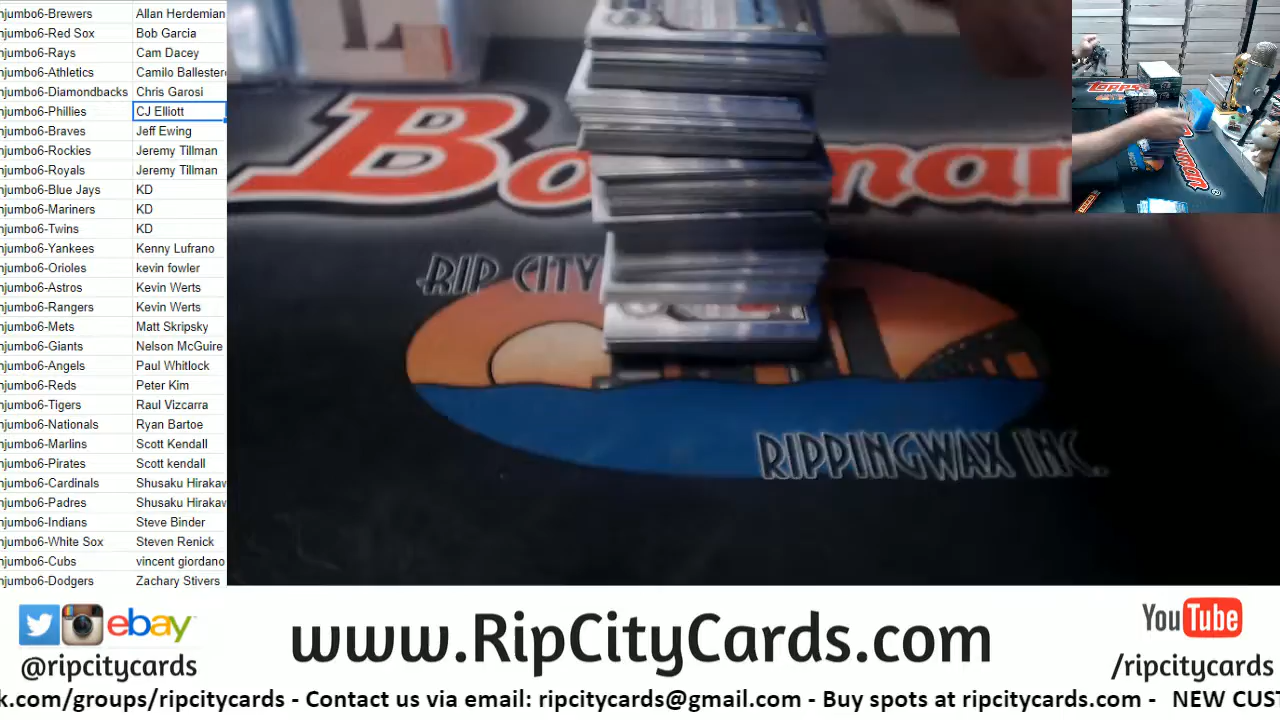 njumbo6-Brewers Allan Herdemian
njumbo6-Red Sox Bob Garcia
njumbo6-Rays Cam Dacey
njumbo6-Athletics Camilo Ballester
njumbo6-Diamondbacks Chris Garosi
njumbo6-Phillies CJ Elliott
njumbo6-Braves Jeff Ewing
njumbo6-Rockies Jeremy Tillman
njumbo6-Royals Jeremy Tillman
njumbo6-Blue Jays KD
njumbo6-Mariners KD
njumbo6-Twins KD
njumbo6-Yankees Kenny Lufrano
njumbo6-Orioles kevin fowler
njumbo6-Astros Kevin Werts
njumbo6-Rangers Kevin Werts
njumbo6-Mets Matt Skripsky
njumbo6-Giants Nelson McGuire
njumbo6-Angels Paul Whitlock
njumbo6-Reds Peter Kim
njumbo6-Tigers Raul Vizcarra
njumbo6-Nationals Ryan Bartoe
njumbo6-Marlins Scott Kendall
njumbo6-Pirates Scott kendall
njumbo6-Cardinals Shusaku Hirakaw
njumbo6-Padres Shusaku Hirakaw
njumbo6-Indians Steve Binder
njumbo6-White Sox Steven Renick
njumbo6-Cubs vincent giordano
njumbo6-Dodgers Zachary Stivers
RIP CITY
RIPPINGWAX INC.
ebay
@ripcitycards
www.RipCityCards.com
YouTube
/ripcitycards
k.com/groups/ripcitycards - Contact us via email: ripcitycards@gmail.com - Buy spots at ripcitycards.com - NEW CUST